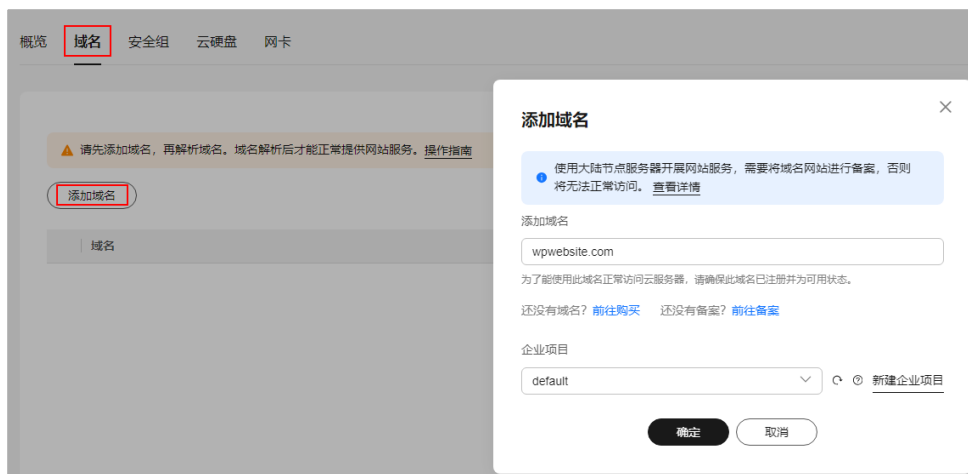 概览 域名 安全组 云硬盘 网卡
请先添加域名，再解析域名。域名解析后才能正常提供网站服务。操作指南
添加域名
域名
添加域名
使用大陆节点服务器开展网站服务，需要将域名网站进行备案，否则
将无法正常访问。 查看详情
添加域名
wpwebsite.com
为了能使用此域名正常访问云服务器，请确保此域名已注册并为可用状态。
还没有域名？前往购买 还没有备案？前往备案
企业项目
default 新建企业项目
确定 取消